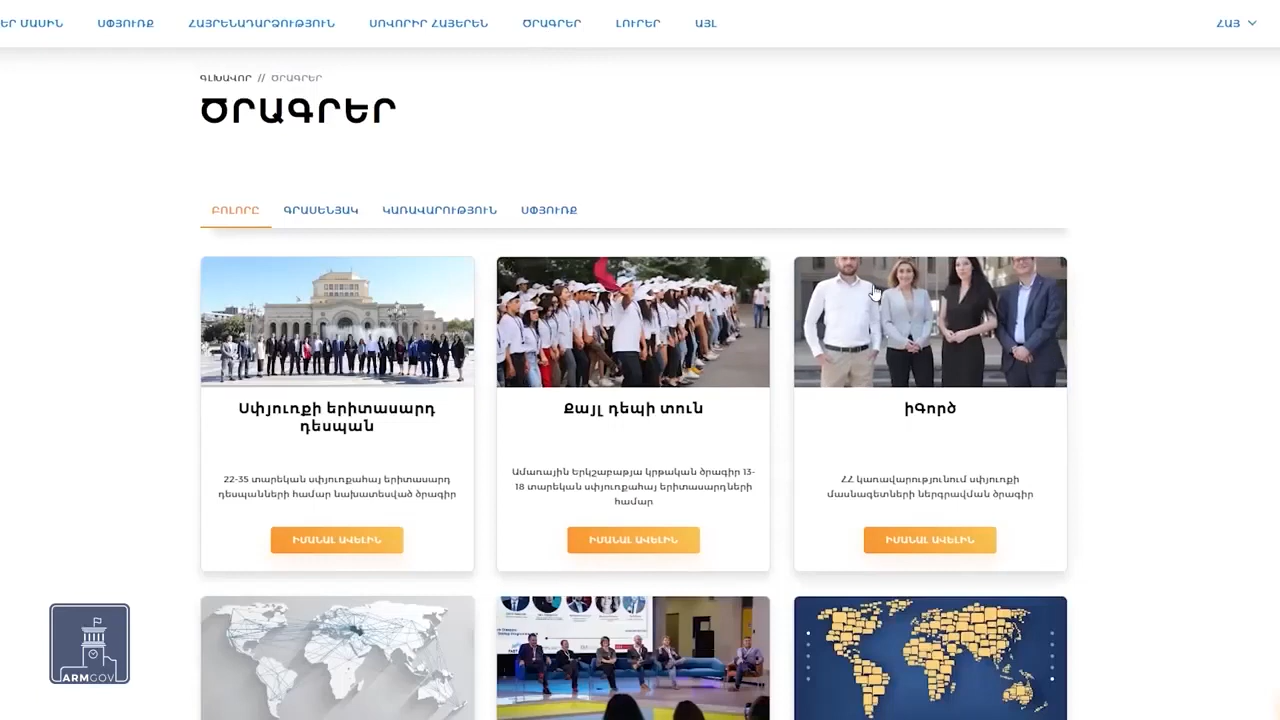 ԵՐ ՄԱՍԻՆ ՍՓՅՈՒՌՔ ՀԱՅՐԵՆԱԴԱՐՁՈՒԹՅՈՒՆ ՍՈՎՈՐԻՐ ՀԱՅԵՐԵՆ ԾՐԱԳՐԵՐ ԼՈՒՐԵՐ ԱՅԼ ՀԱՅ
ԳԼԽԱՎՈՐ // ԾՐԱԳՐԵՐ
ԾՐԱԳՐԵՐ
ԲՈԼՈՐԸ ԳՐԱՍԵՆՅԱԿ ԿԱՌԱՎԱՐՈՒԹՅՈՒՆ ՍՓՅՈՒՌՔ
Սփյուռքի երիտասարդ
դեսպան
22-35 տարեկան սփյուռքահայ երիտասարդ
դեսպանների համար նախատեսված ծրագիր
ԻՄԱՆԱԼ ԱՎԵԼԻՆ
Քայլ դեպի տուն
Ամառային Երկշաբաթյա կրթական ծրագիր 13-
18 տարեկան սփյուռքահայ երիտասարդների
համար
ԻՄԱՆԱԼ ԱՎԵԼԻՆ
իԳործ
ՀՀ կառավարությունում սփյուռքի
մասնագետների ներգրավման ծրագիր
ԻՄԱՆԱԼ ԱՎԵԼԻՆ
ARMGOV